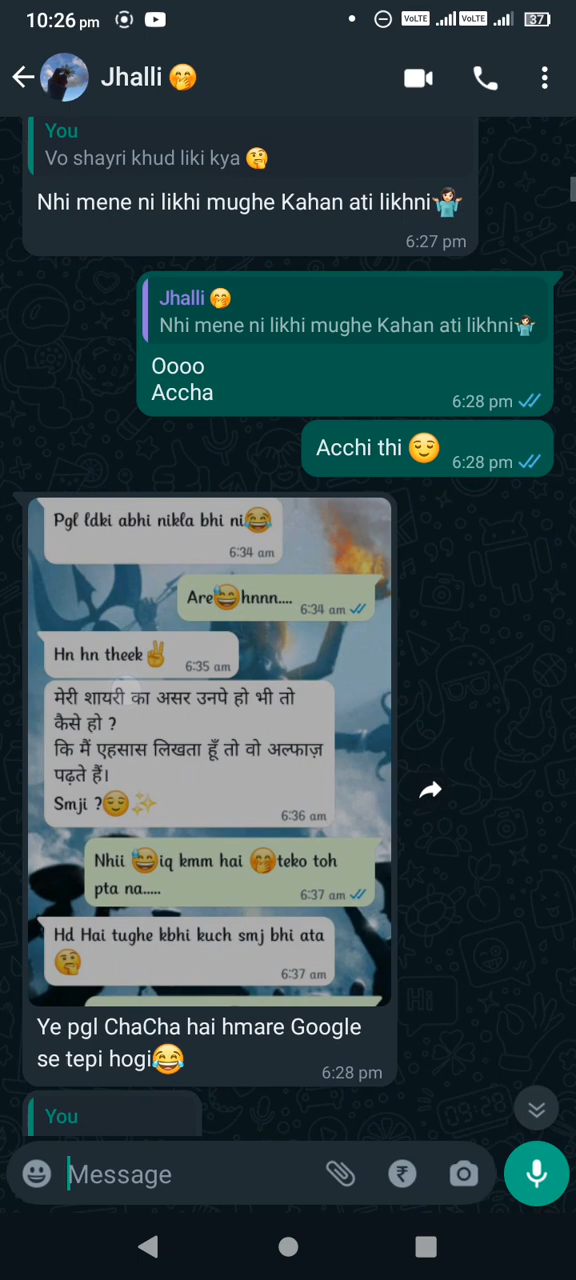 10:26 pm
VoLTE VoLTE 37
Jhalli 🤭
You
Vo shayri khud liki kya 🤔
Nhi mene ni likhi mughe Kahan ati likhni🤷🏻‍♀️
6:27 pm
Jhalli 🤭
Nhi mene ni likhi mughe Kahan ati likhni🤷🏻‍♀️
Oooo
Accha
6:28 pm
Acchi thi 😌
6:28 pm
Pgl ldki abhi nikla bhi ni😂
6:34 am
Are😅hnnn....
6:34 am
Hn hn theek✌️
6:35 am
मेरी शायरी का असर उनपे हो भी तो
कैसे हो ?
कि मैं एहसास लिखता हूँ तो वो अल्फाज़
पढ़ते हैं।
Smji ?😌✨
6:36 am
Nhii 😅iq kmm hai 🤭teko toh
pta na.....
6:37 am
Hd Hai tughe kbhi kuch smj bhi ata
🤔
6:37 am
Ye pgl ChaCha hai hmare Google
se tepi hogi😂
6:28 pm
You
Message
₹